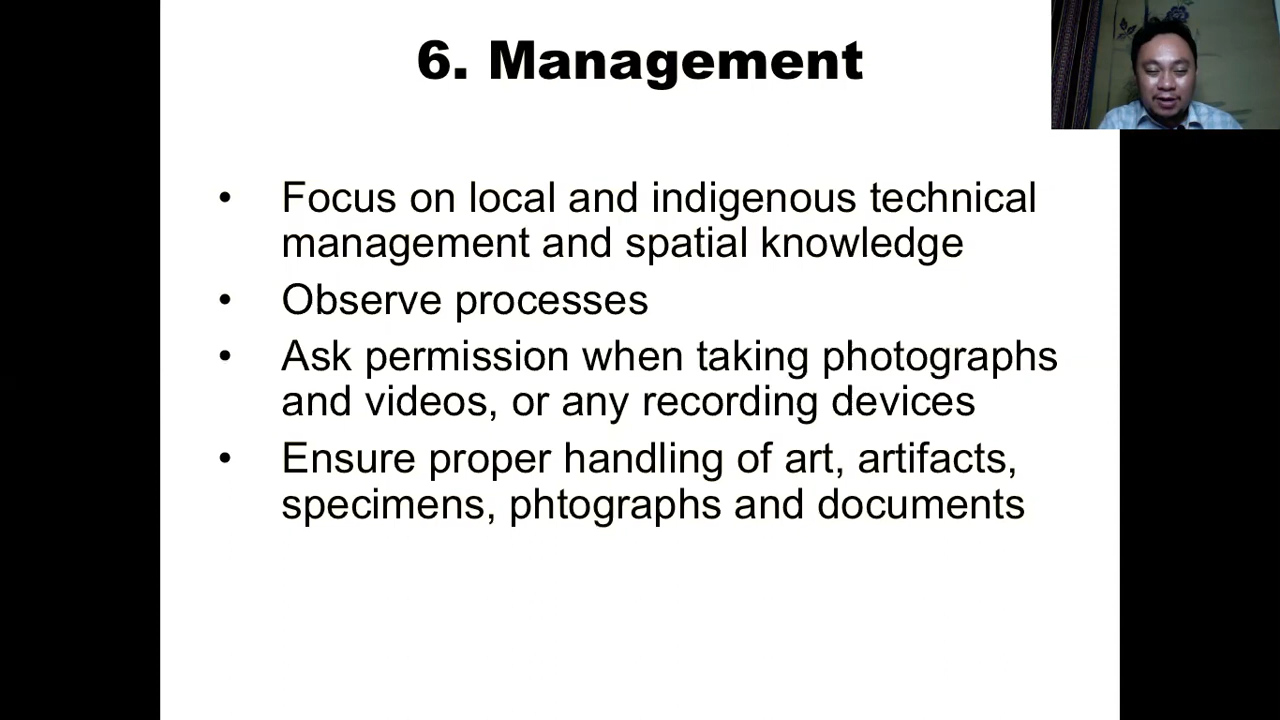 6. Management
• Focus on local and indigenous technical
management and spatial knowledge
• Observe processes
• Ask permission when taking photographs
and videos, or any recording devices
• Ensure proper handling of art, artifacts,
specimens, phtographs and documents